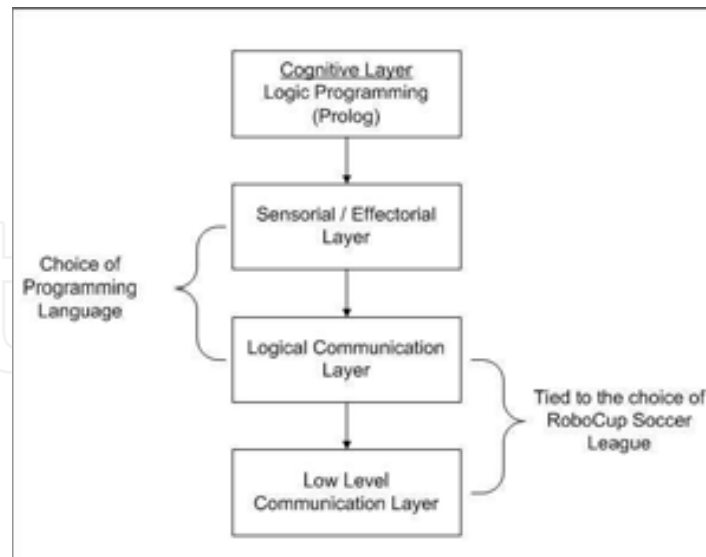 Cognitive Layer
Logic Programming
(Prolog)
Sensorial / Effectorial
Layer
Choice of
Programming
Language
Logical Communication
Layer
Tied to the choice of
RoboCup Soccer
League
Low Level
Communication Layer